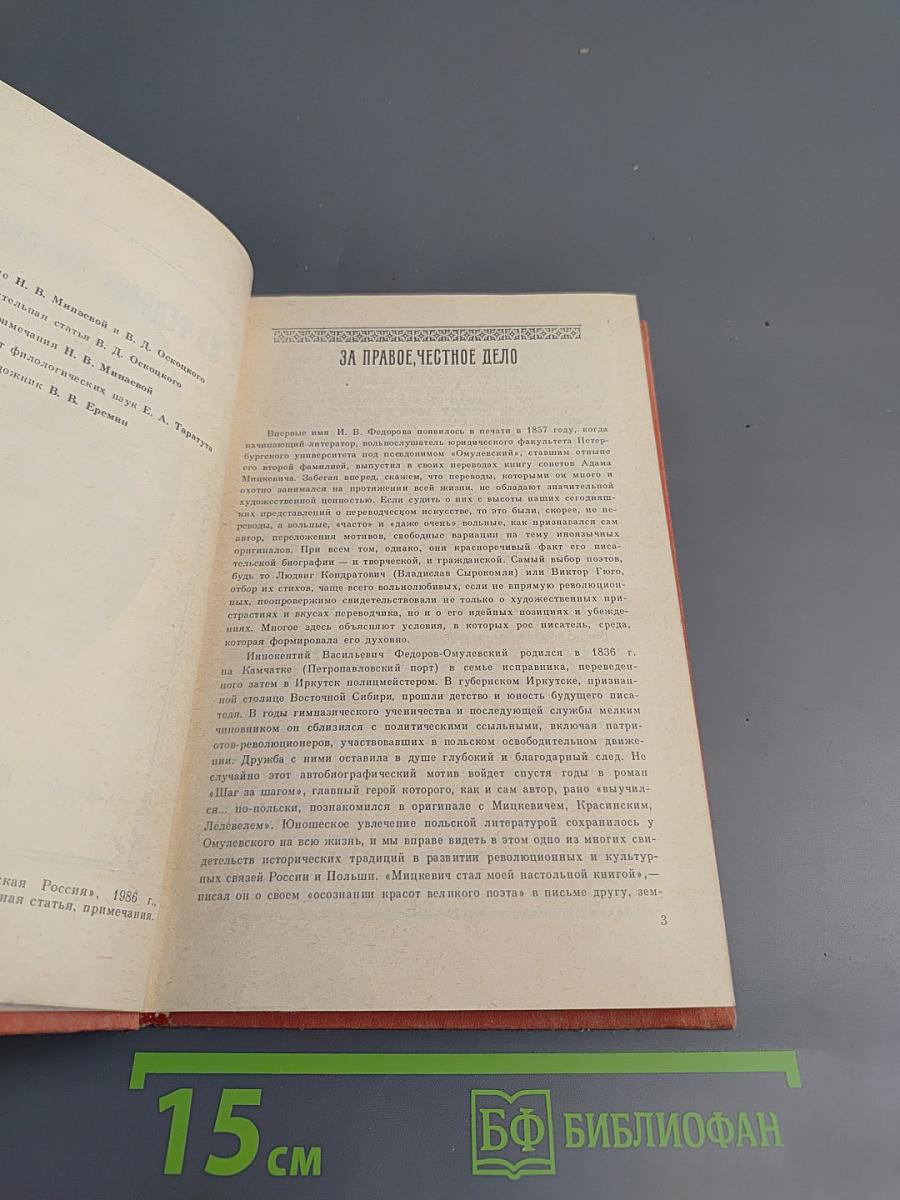 Н. В. Минаевой и В. Д. Оскоцкого
статья В. Д. Оскоцкого
Н. В. Минаевой
филологических наук Е. А. Таратута
В. В. Еремин
Россия», 1986 г.,
статья, примечания.
ЗА ПРАВОЕ, ЧЕСТНОЕ ДЕЛО
Впервые имя И. В. Федорова появилось в печати в 1857 году, когда
начинающий литератор, вольнослушатель юридического факультета Петер-
бургского университета под псевдонимом «Омулевский», ставшим отныне
его второй фамилией, выпустил в своих переводах книгу сонетов Адама
Мицкевича. Забегая вперед, скажем, что переводы, которыми он много и
охотно занимался на протяжении всей жизни, не обладают значительной
художественной ценностью. Если судить о них с высоты наших сегодняш-
них представлений о переводческом искусстве, то это были, скорее, не пе-
реводы, а вольные, «часто» и «даже очень» вольные, как признавался сам
автор, переложения мотивов, свободные вариации на тему иноязычных
оригиналов. При всем том, однако, они красноречивый факт его писа-
тельской биографии — и творческой, и гражданской. Самый выбор поэтов,
будь то Людвиг Кондратович (Владислав Сырокомля) или Виктор Гюго,
отбор их стихов, чаще всего вольнолюбивых, если не впрямую революцион-
ных, неопровержимо свидетельствовали не только о художественных при-
страстиях и вкусах переводчика, но и о его идейных позициях и убежде-
ниях. Многое здесь объясняют условия, в которых рос писатель, среда,
которая формировала его духовно.
Иннокентий Васильевич Федоров-Омулевский родился в 1836 г.
на Камчатке (Петропавловский порт) в семье исправника, переведен-
ного затем в Иркутск полицмейстером. В губернском Иркутске, признан-
ной столице Восточной Сибири, прошли детство и юность будущего писа-
теля. В годы гимназического ученичества и последующей службы мелким
чиновником он сблизился с политическими ссыльными, включая патри-
отов-революционеров, участвовавших в польском освободительном движе-
нии. Дружба с ними оставила в душе глубокий и благодарный след. Не
случайно этот автобиографический мотив войдет спустя годы в роман
«Шаг за шагом», главный герой которого, как и сам автор, рано «выучил-
ся... по-польски, познакомился в оригинале с Мицкевичем, Красинским,
Лелевелем». Юношеское увлечение польской литературой сохранилось у
Омулевского на всю жизнь, и мы вправе видеть в этом одно из многих сви-
детельств исторических традиций в развитии революционных и культур-
ных связей России и Польши. «Мицкевич стал моей настольной книгой»,—
писал он о своем «осознании красот великого поэта» в письме другу, зем-
3
15 см
БФ БИБЛИОФАН